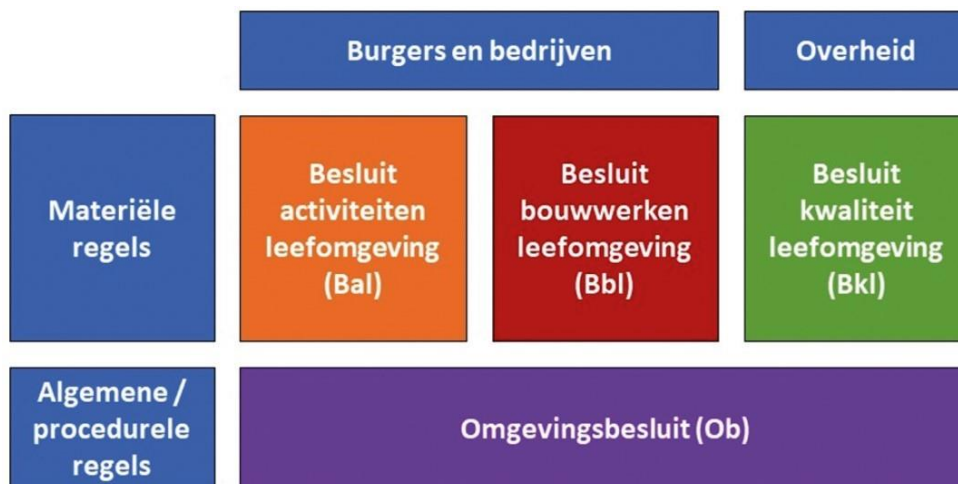 Burgers en bedrijven
Overheid
Materiële
regels
Besluit
activiteiten
leefomgeving
(Bal)
Besluit
bouwwerken
leefomgeving
(Bbl)
Besluit
kwaliteit
leefomgeving
(Bkl)
Algemene /
procedurele
regels
Omgevingsbesluit (Ob)